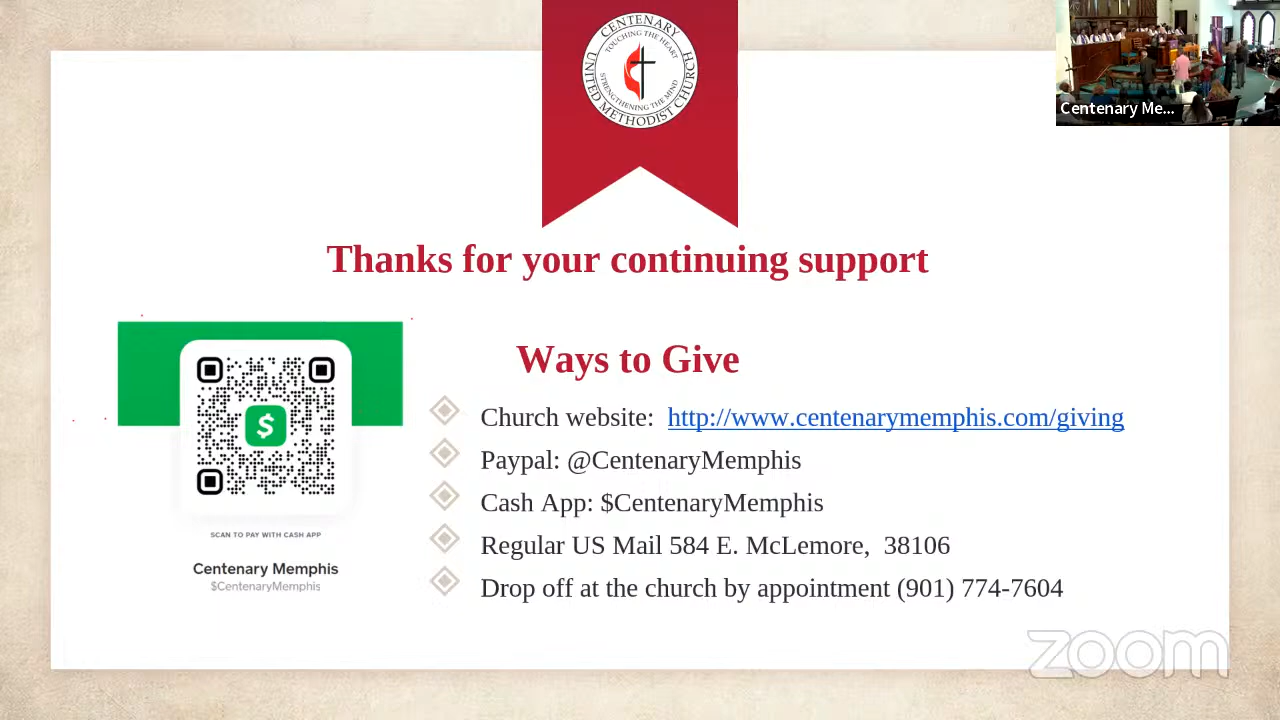 CENTENARY
TOUCHING THE HEART
STRENGTHENING THE MIND
UNITED METHODIST CHURCH
Centenary Me...
Thanks for your continuing support
Ways to Give
Church website: http://www.centenarymemphis.com/giving
Paypal: @CentenaryMemphis
Cash App: $CentenaryMemphis
Regular US Mail 584 E. McLemore, 38106
Drop off at the church by appointment (901) 774-7604
$
SCAN TO PAY WITH CASH APP
Centenary Memphis
$CentenaryMemphis
zoom